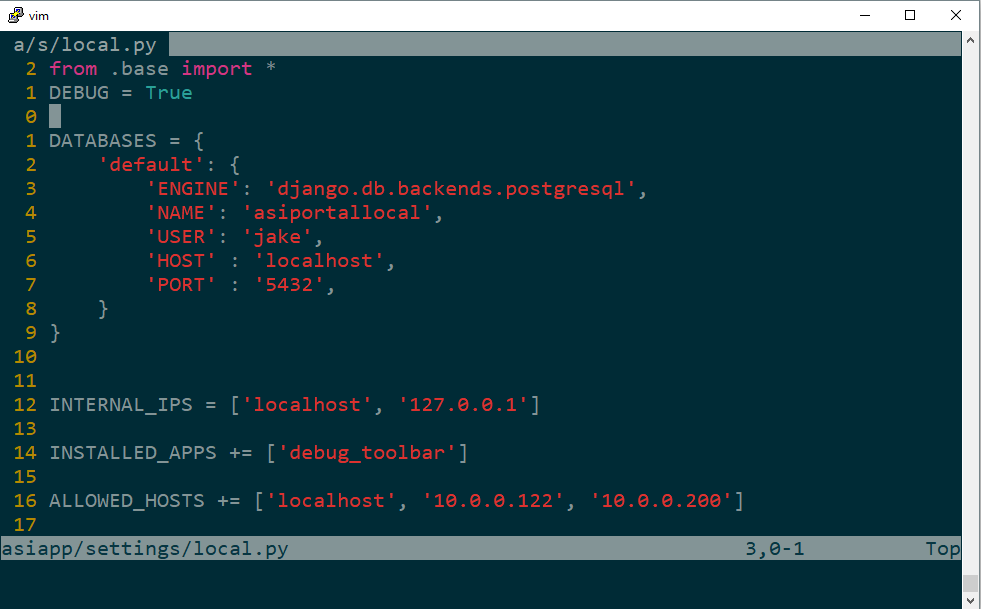 vim
a/s/local.py
2 from .base import *
1 DEBUG = True
0
1 DATABASES = {
2     'default': {
3         'ENGINE': 'django.db.backends.postgresql',
4         'NAME': 'asiportallocal',
5         'USER': 'jake',
6         'HOST' : 'localhost',
7         'PORT' : '5432',
8     }
9 }
10
11
12 INTERNAL_IPS = ['localhost', '127.0.0.1']
13
14 INSTALLED_APPS += ['debug_toolbar']
15
16 ALLOWED_HOSTS += ['localhost', '10.0.0.122', '10.0.0.200']
17
asiapp/settings/local.py 3,0-1 Top